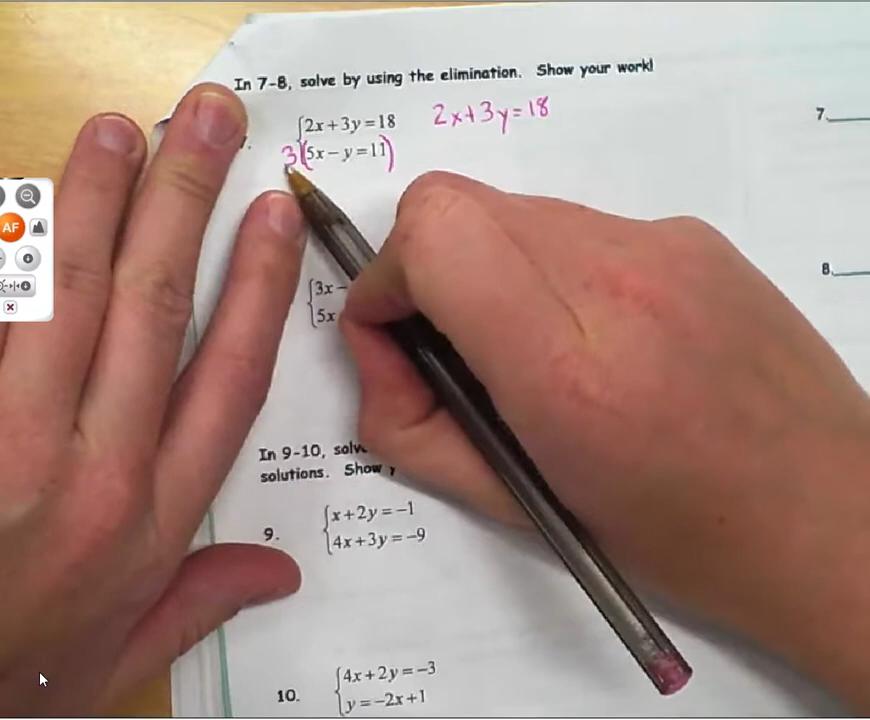 In 7-8, solve by using the elimination. Show your work!
2x+3y=18 2x+3y=18 7.
3(5x-y=11)
8.
{3x-
5x
AF
In 9-10, solv
solutions. Show
9. x+2y=-1
4x+3y=-9
10. 4x+2y=-3
y=-2x+1